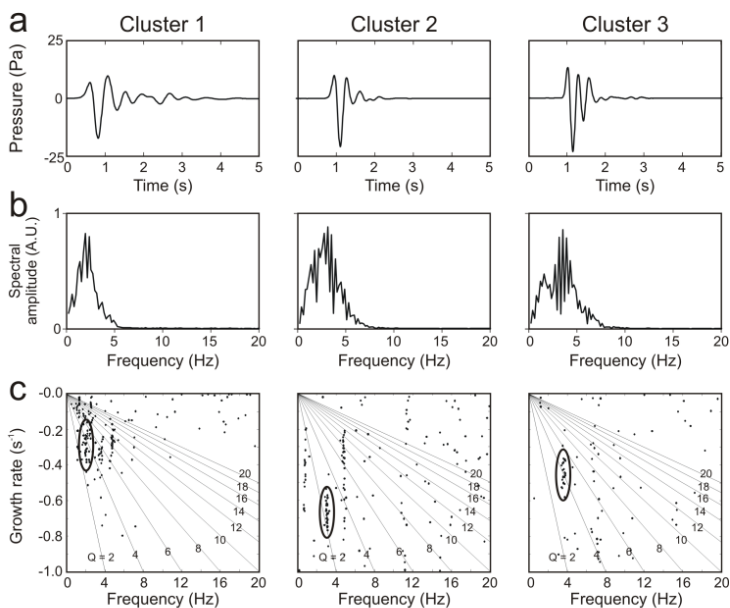 a
Cluster 1
Cluster 2
Cluster 3
Pressure (Pa)
25
0
-25
0 1 2 3 4 5
0 1 2 3 4 5
0 1 2 3 4 5
Time (s)
Time (s)
Time (s)
b
Spectral
amplitude (A.U.)
1
0
0 5 10 15 20
0 5 10 15 20
0 5 10 15 20
Frequency (Hz)
Frequency (Hz)
Frequency (Hz)
c
Growth rate (s⁻¹)
-0.0
-0.2
-0.4
-0.6
-0.8
-1.0
20
18
16
14
12
10
8
6
4
Q = 2
20
18
16
14
12
10
8
6
4
Q = 2
20
18
16
14
12
10
8
6
4
Q = 2
0 4 8 12 16 20
0 4 8 12 16 20
0 4 8 12 16 20
Frequency (Hz)
Frequency (Hz)
Frequency (Hz)